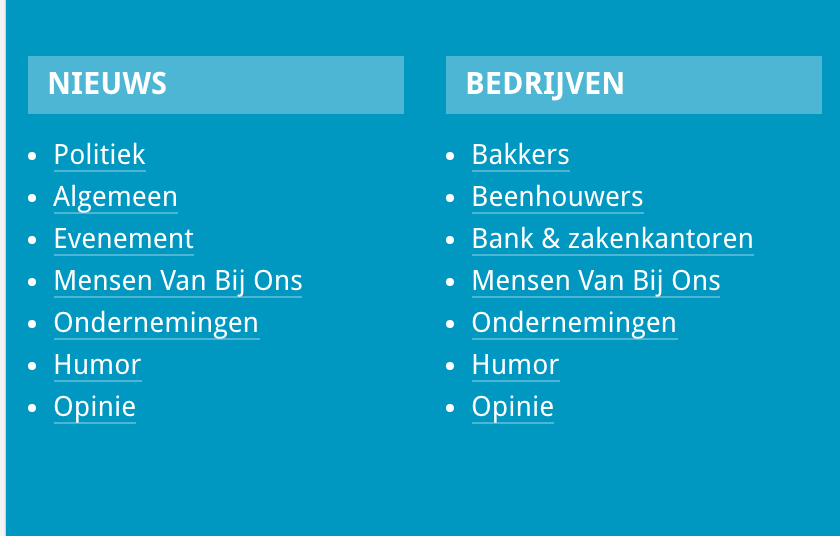 NIEUWS
Politiek
Algemeen
Evenement
Mensen Van Bij Ons
Ondernemingen
Humor
Opinie
BEDRIJVEN
Bakkers
Beenhouwers
Bank & zakenkantoren
Mensen Van Bij Ons
Ondernemingen
Humor
Opinie